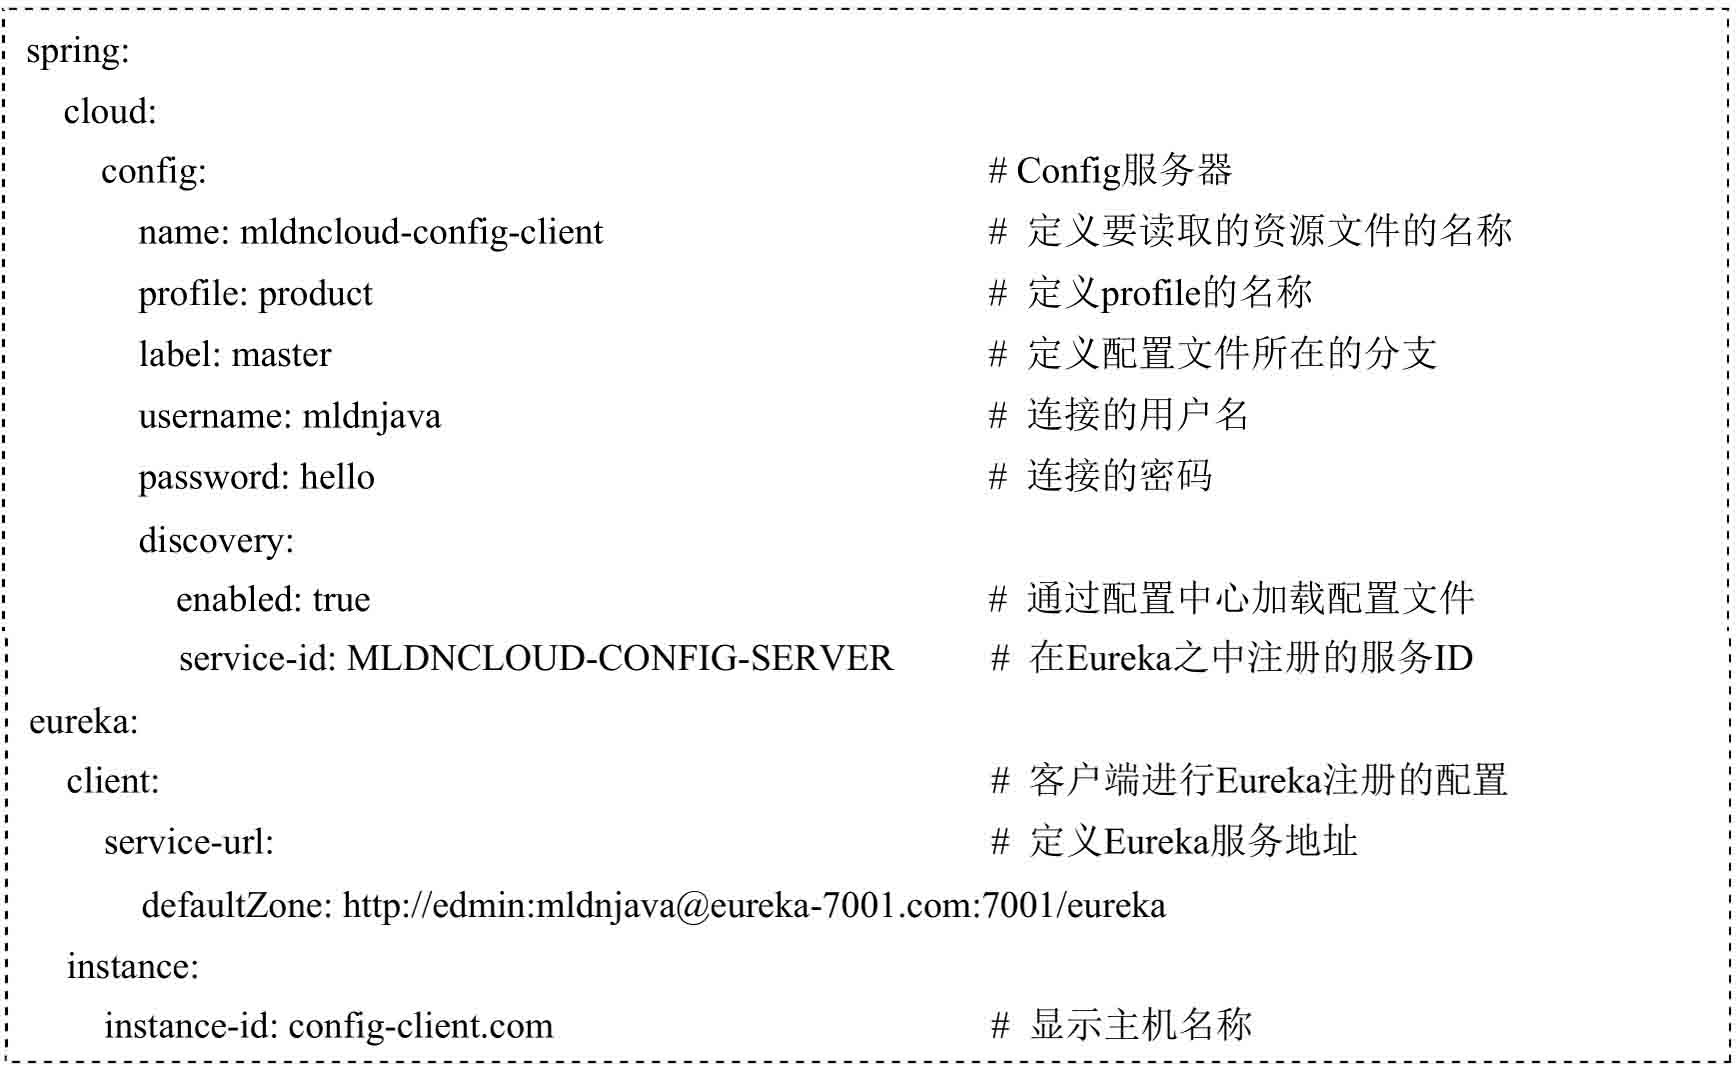 spring:
cloud:
config: # Config服务器
name: mldncloud-config-client # 定义要读取的资源文件的名称
profile: product # 定义profile的名称
label: master # 定义配置文件所在的分支
username: mldnjava # 连接的用户名
password: hello # 连接的密码
discovery:
enabled: true # 通过配置中心加载配置文件
service-id: MLDNCLOUD-CONFIG-SERVER # 在Eureka之中注册的服务ID
eureka:
client: # 客户端进行Eureka注册的配置
service-url: # 定义Eureka服务地址
defaultZone: http://edmin:mldnjava@eureka-7001.com:7001/eureka
instance:
instance-id: config-client.com # 显示主机名称